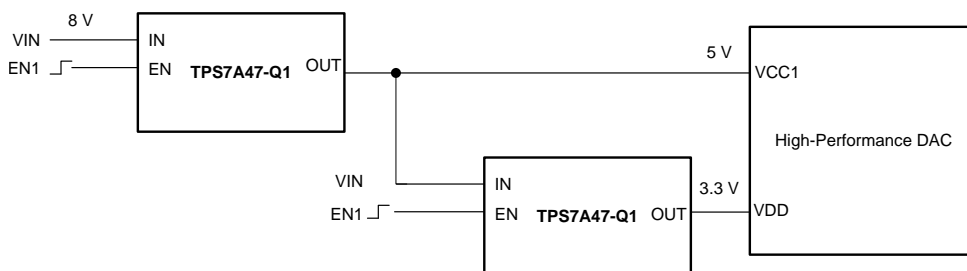 8 V
VIN
IN
EN1
EN
TPS7A47-Q1
OUT
5 V
VCC1
High-Performance DAC
VIN
IN
3.3 V
EN1
EN
TPS7A47-Q1
OUT
VDD